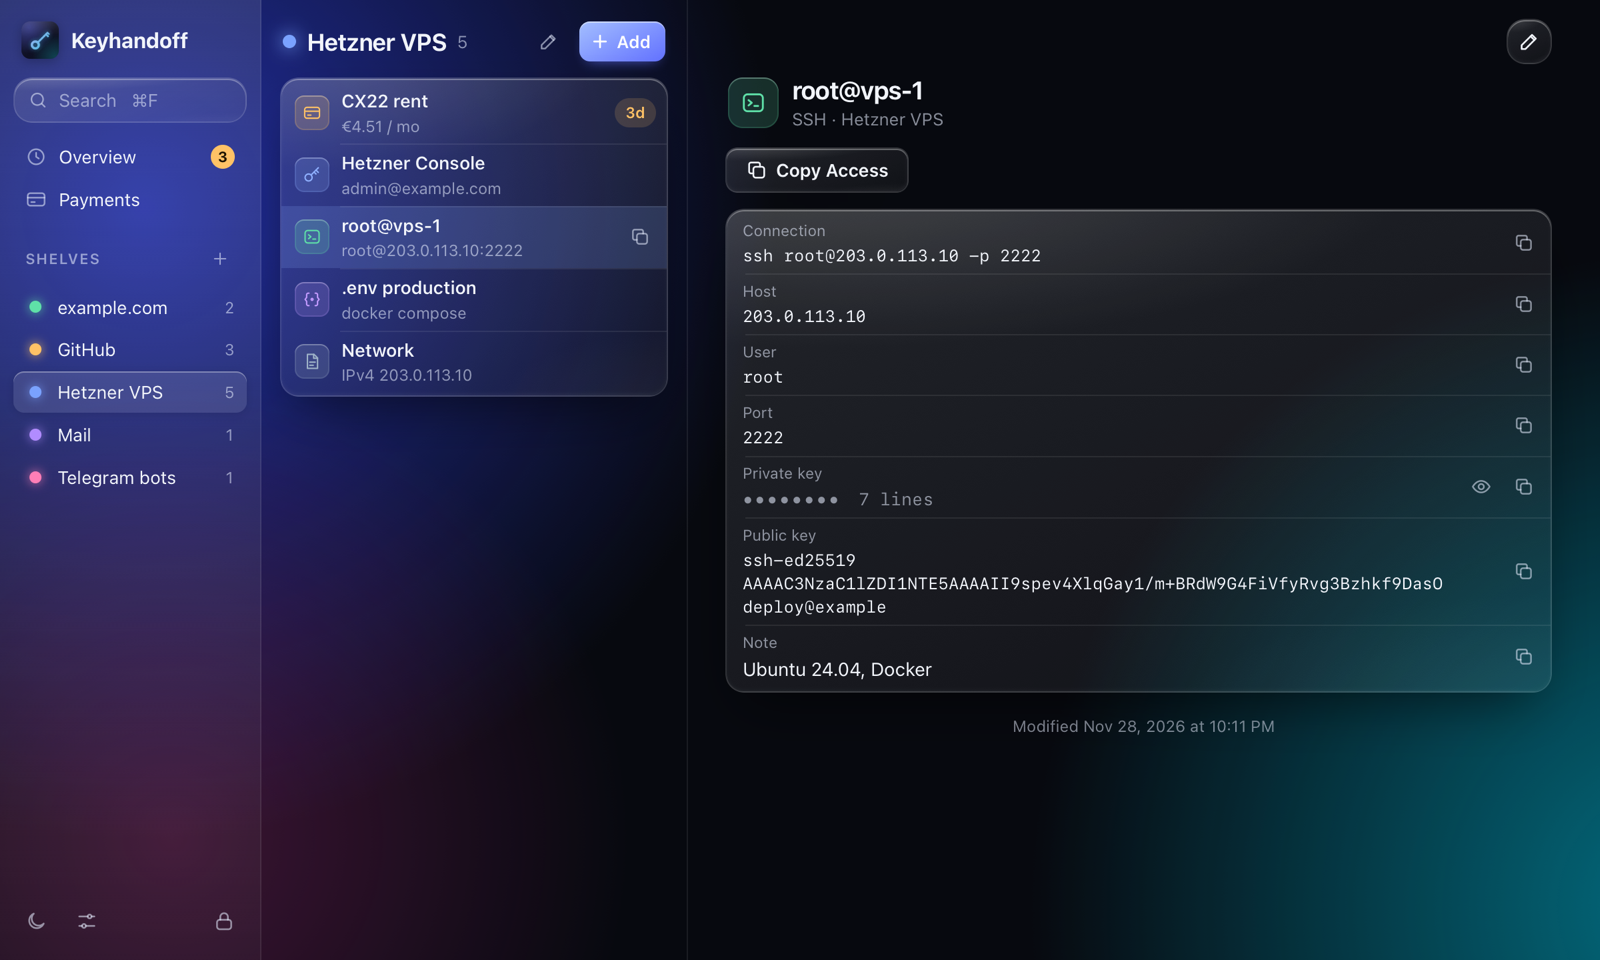 Keyhandoff
Search ⌘F
Overview 3
Payments
SHELVES
example.com 2
GitHub 3
Hetzner VPS 5
Mail 1
Telegram bots 1
Hetzner VPS 5
Add
CX22 rent
€4.51 / mo
3d
Hetzner Console
admin@example.com
root@vps-1
root@203.0.113.10:2222
.env production
docker compose
Network
IPv4 203.0.113.10
root@vps-1
SSH · Hetzner VPS
Copy Access
Connection
ssh root@203.0.113.10 -p 2222
Host
203.0.113.10
User
root
Port
2222
Private key
•••••••• 7 lines
Public key
ssh-ed25519
AAAAC3NzaC1lZDI1NTE5AAAAII9spev4XlqGay1/m+BRdW9G4FiVfyRvg3Bzhkf9DasO
deploy@example
Note
Ubuntu 24.04, Docker
Modified Nov 28, 2026 at 10:11 PM